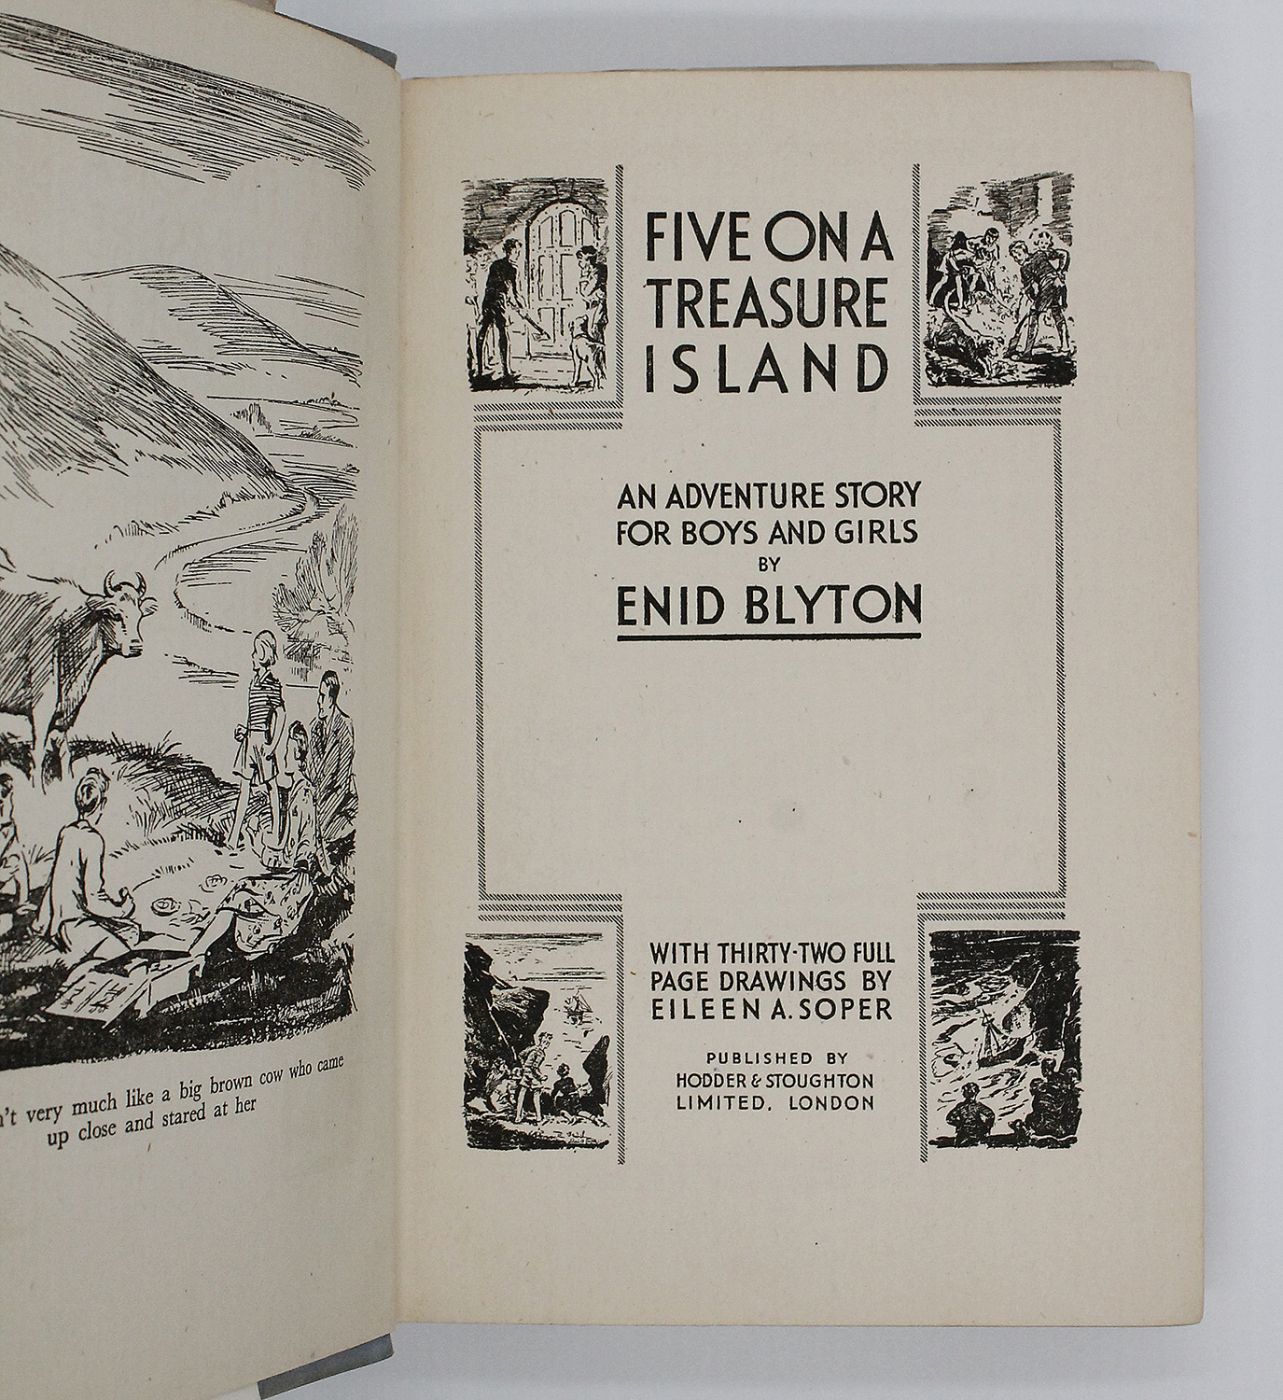 very much like a big brown cow who came
up close and stared at her
FIVE ON A
TREASURE
ISLAND
AN ADVENTURE STORY
FOR BOYS AND GIRLS
BY
ENID BLYTON
WITH THIRTY-TWO FULL
PAGE DRAWINGS BY
EILEEN A. SOPER
PUBLISHED BY
HODDER & STOUGHTON
LIMITED, LONDON